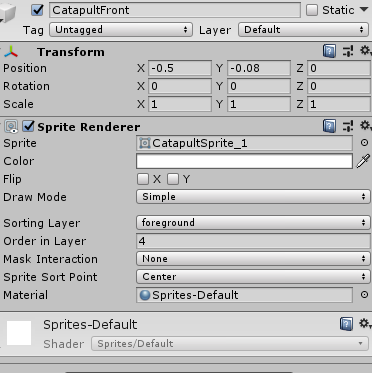 CatapultFront Static
Tag Untagged Layer Default
Transform
Position X -0.5 Y -0.08 Z 0
Rotation X 0 Y 0 Z 0
Scale X 1 Y 1 Z 1
Sprite Renderer
Sprite CatapultSprite_1
Color
Flip X Y
Draw Mode Simple
Sorting Layer foreground
Order in Layer 4
Mask Interaction None
Sprite Sort Point Center
Material Sprites-Default
Sprites-Default
Shader Sprites/Default